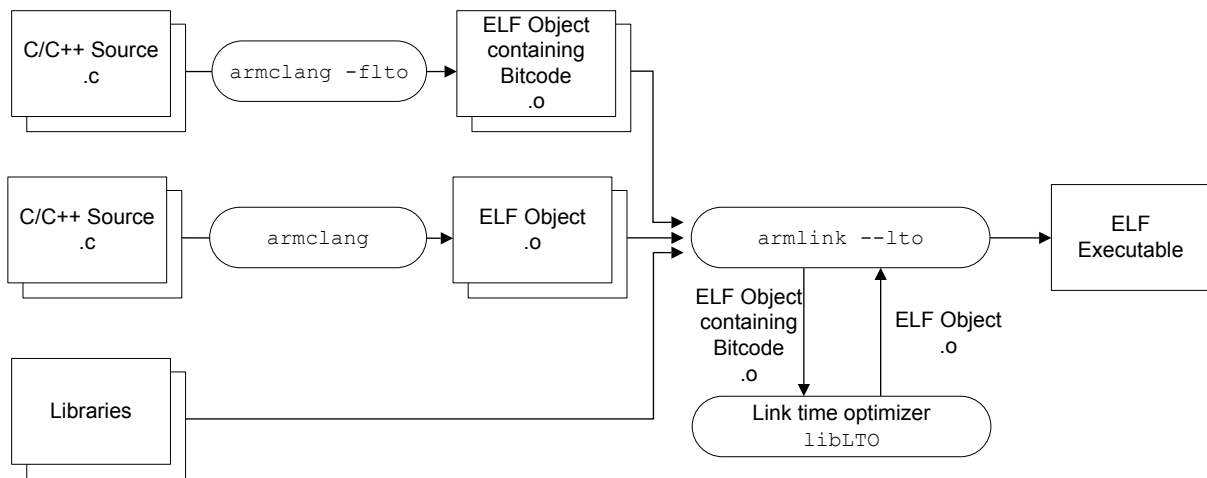 C/C++ Source
.c
armclang -flto
ELF Object
containing
Bitcode
.o
C/C++ Source
.c
armclang
ELF Object
.o
armlink --lto
ELF
Executable
ELF Object
containing
Bitcode
.o
ELF Object
.o
Libraries
Link time optimizer
libLTO